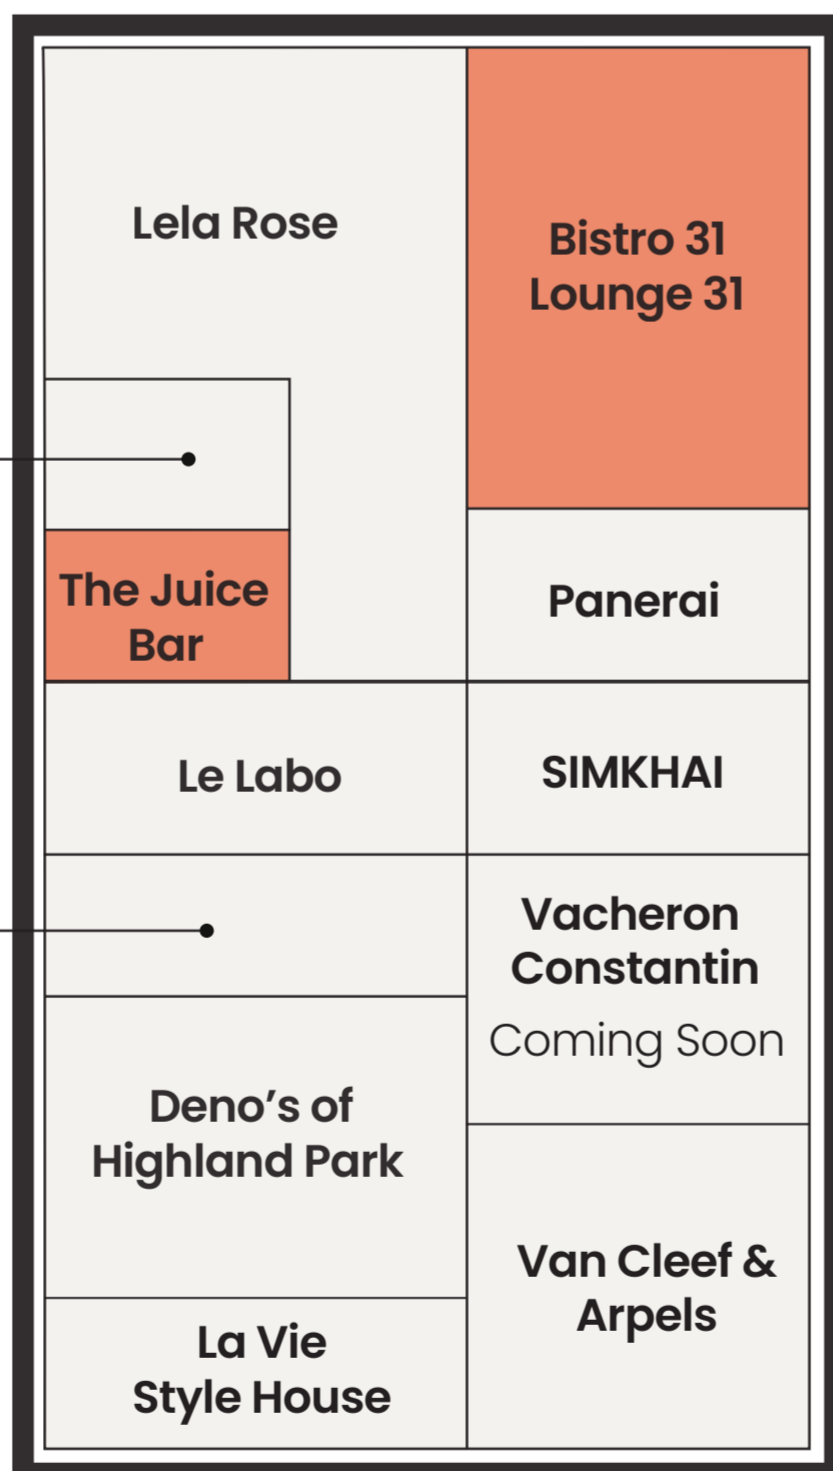 Lela Rose
Bistro 31
Lounge 31
The Juice
Bar
Panerai
Le Labo
SIMKHAI
Vacheron
Constantin
Coming Soon
Deno’s of
Highland Park
Van Cleef &
Arpels
La Vie
Style House